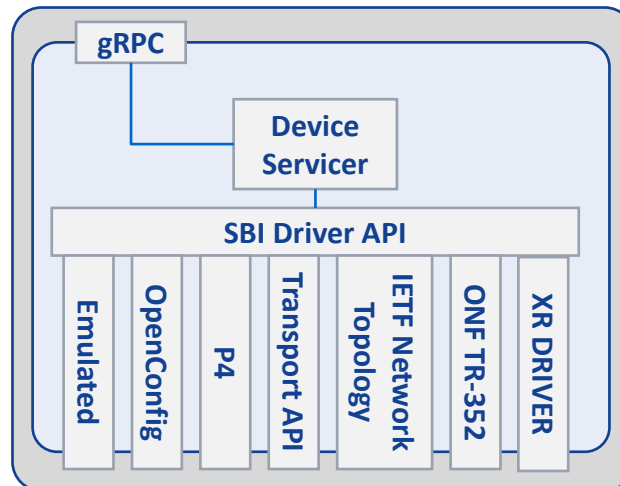 gRPC
Device
Servicer
SBI Driver API
Emulated
OpenConfig
P4
Transport API
IETF Network
Topology
ONF TR-352
XR DRIVER